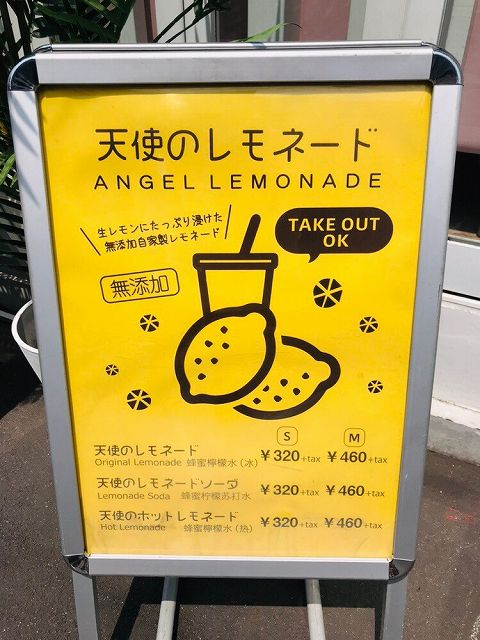 天使のレモネード
ANGEL LEMONADE
生レモンにたっぷり浸けた
無添加自家製レモネード
TAKE OUT
OK
無添加
S M
天使のレモネード ¥320+tax ¥460+tax
Original Lemonade 蜂蜜檸檬水(冰)
天使のレモネードソーダ ¥320+tax ¥460+tax
Lemonade Soda 蜂蜜柠檬苏打水
天使のホットレモネード ¥320+tax ¥460+tax
Hot Lemonade 蜂蜜檸檬水(热)